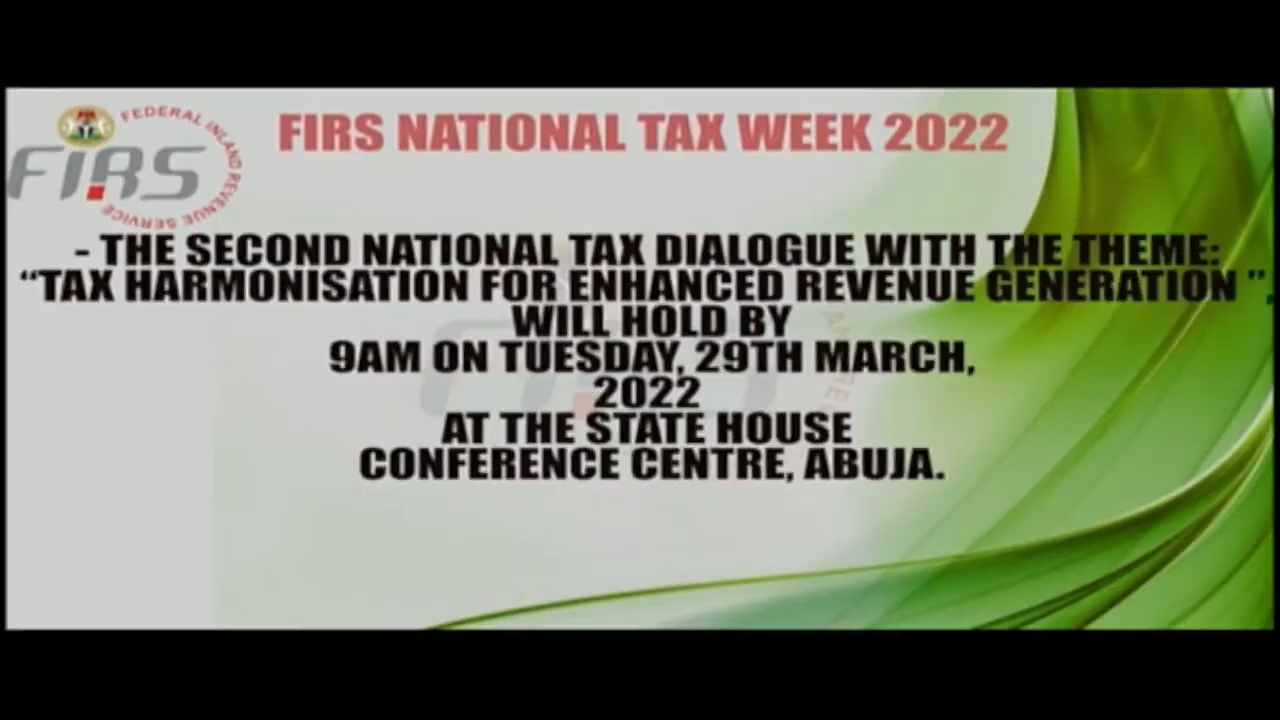 FEDERAL INLAND REVENUE SERVICE
FIRS
FIRS NATIONAL TAX WEEK 2022
- THE SECOND NATIONAL TAX DIALOGUE WITH THE THEME:
“TAX HARMONISATION FOR ENHANCED REVENUE GENERATION ”,
WILL HOLD BY
9AM ON TUESDAY, 29TH MARCH,
2022
AT THE STATE HOUSE
CONFERENCE CENTRE, ABUJA.